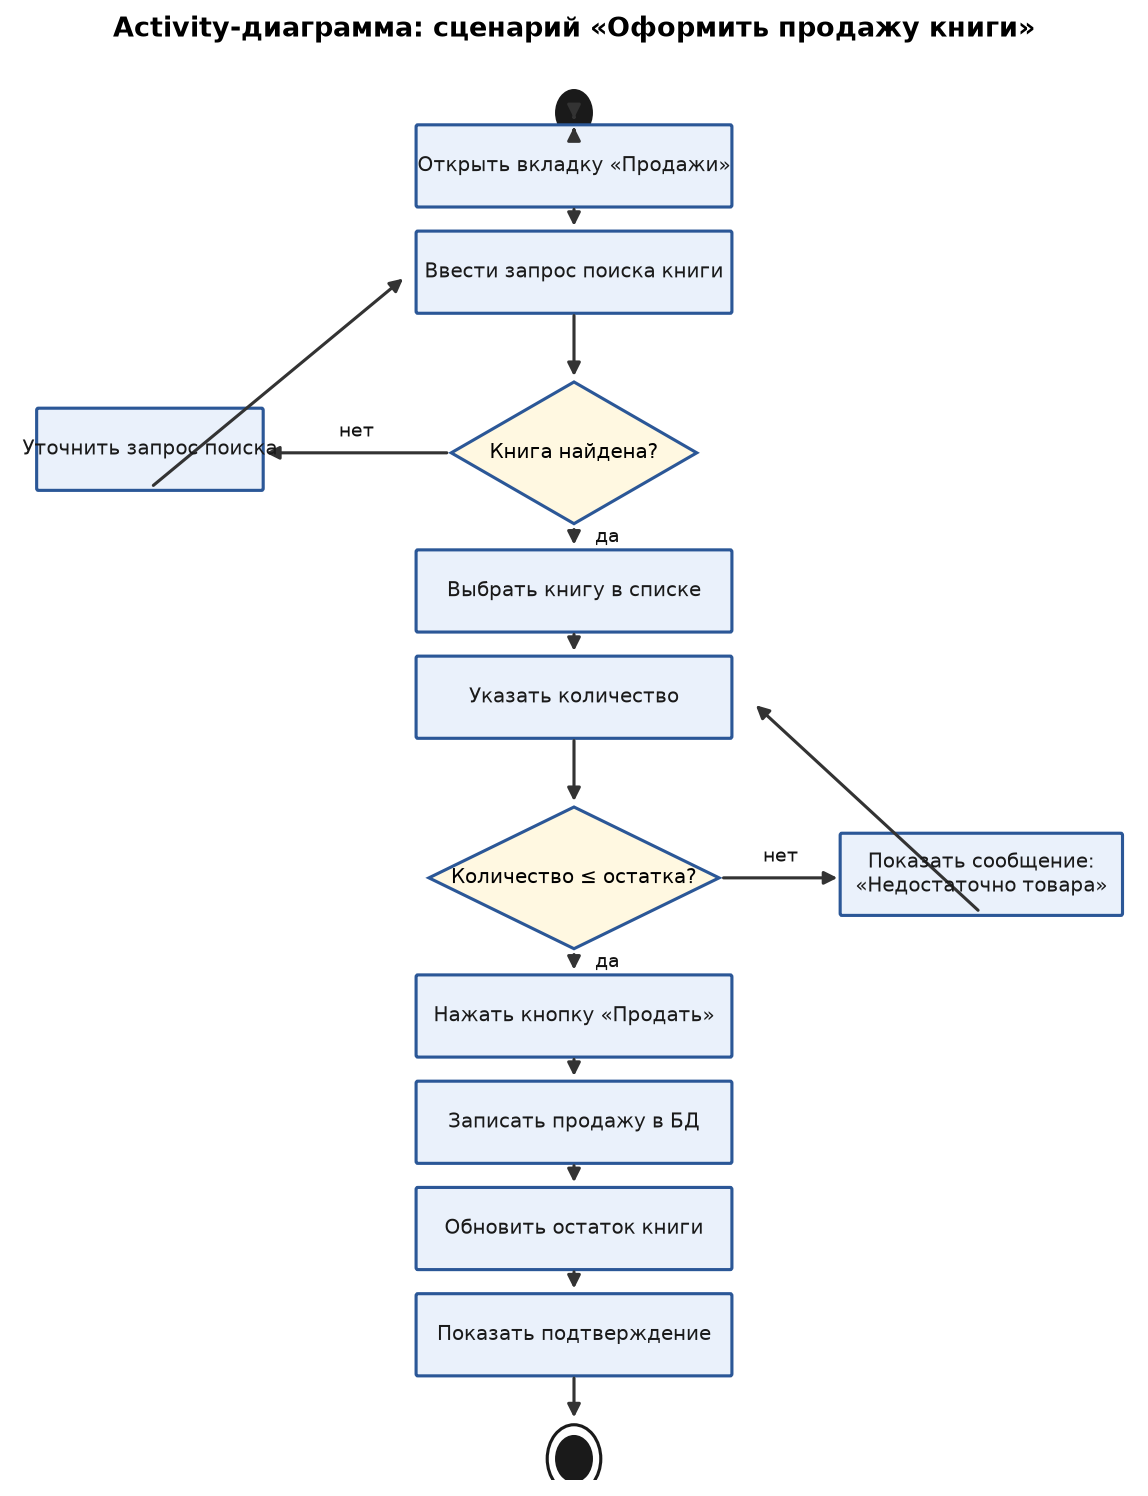 Activity-диаграмма: сценарий «Оформить продажу книги»
Открыть вкладку «Продажи»
Ввести запрос поиска книги
нет
Уточнить запрос поиска
Книга найдена?
да
Выбрать книгу в списке
Указать количество
Количество ≤ остатка?
нет
Показать сообщение:
«Недостаточно товара»
да
Нажать кнопку «Продать»
Записать продажу в БД
Обновить остаток книги
Показать подтверждение